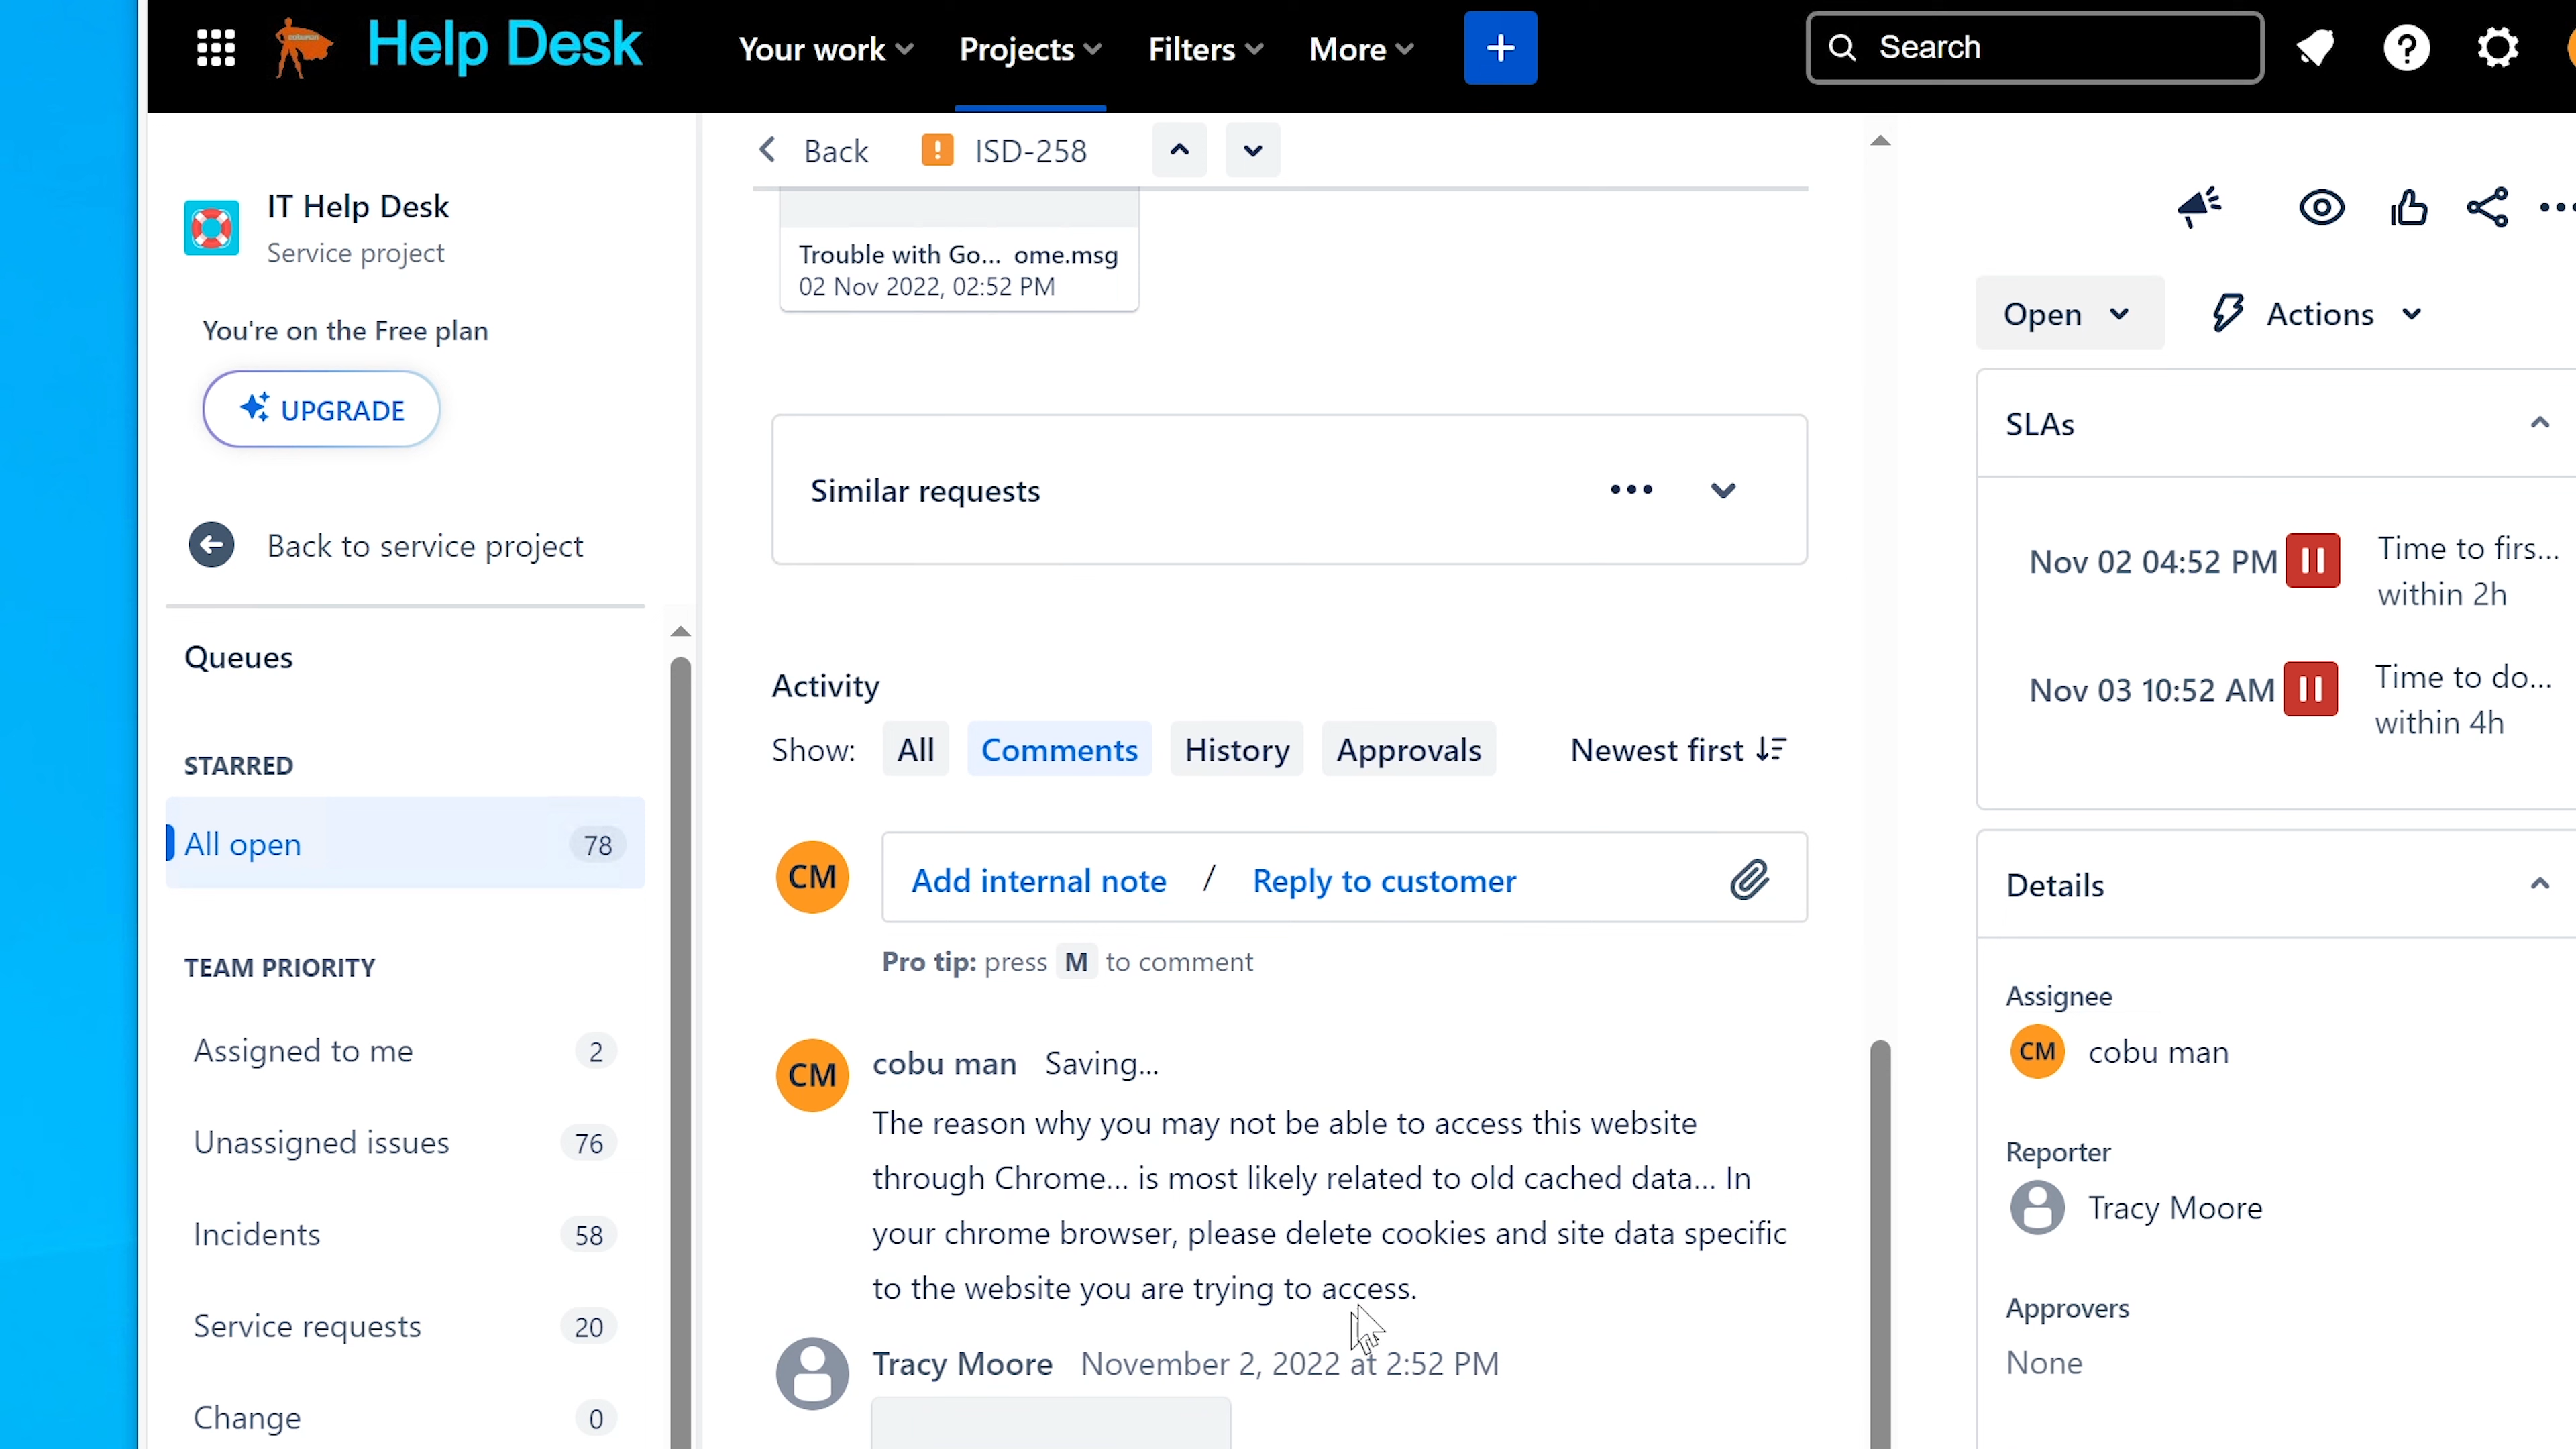 Help Desk
Your work Projects Filters More + Search
Back ISD-258
IT Help Desk
Service project
You're on the Free plan
UPGRADE
Back to service project
Queues
STARRED
All open 78
TEAM PRIORITY
Assigned to me 2
Unassigned issues 76
Incidents 58
Service requests 20
Change 0
Trouble with Go... ome.msg
02 Nov 2022, 02:52 PM
Similar requests
Activity
Show: All Comments History Approvals Newest first
CM Add internal note / Reply to customer
Pro tip: press M to comment
CM cobu man Saving...
The reason why you may not be able to access this website
through Chrome... is most likely related to old cached data... In
your chrome browser, please delete cookies and site data specific
to the website you are trying to access.
Tracy Moore November 2, 2022 at 2:52 PM
Open Actions
SLAs
Nov 02 04:52 PM Time to firs...
within 2h
Nov 03 10:52 AM Time to do...
within 4h
Details
Assignee
CM cobu man
Reporter
Tracy Moore
Approvers
None